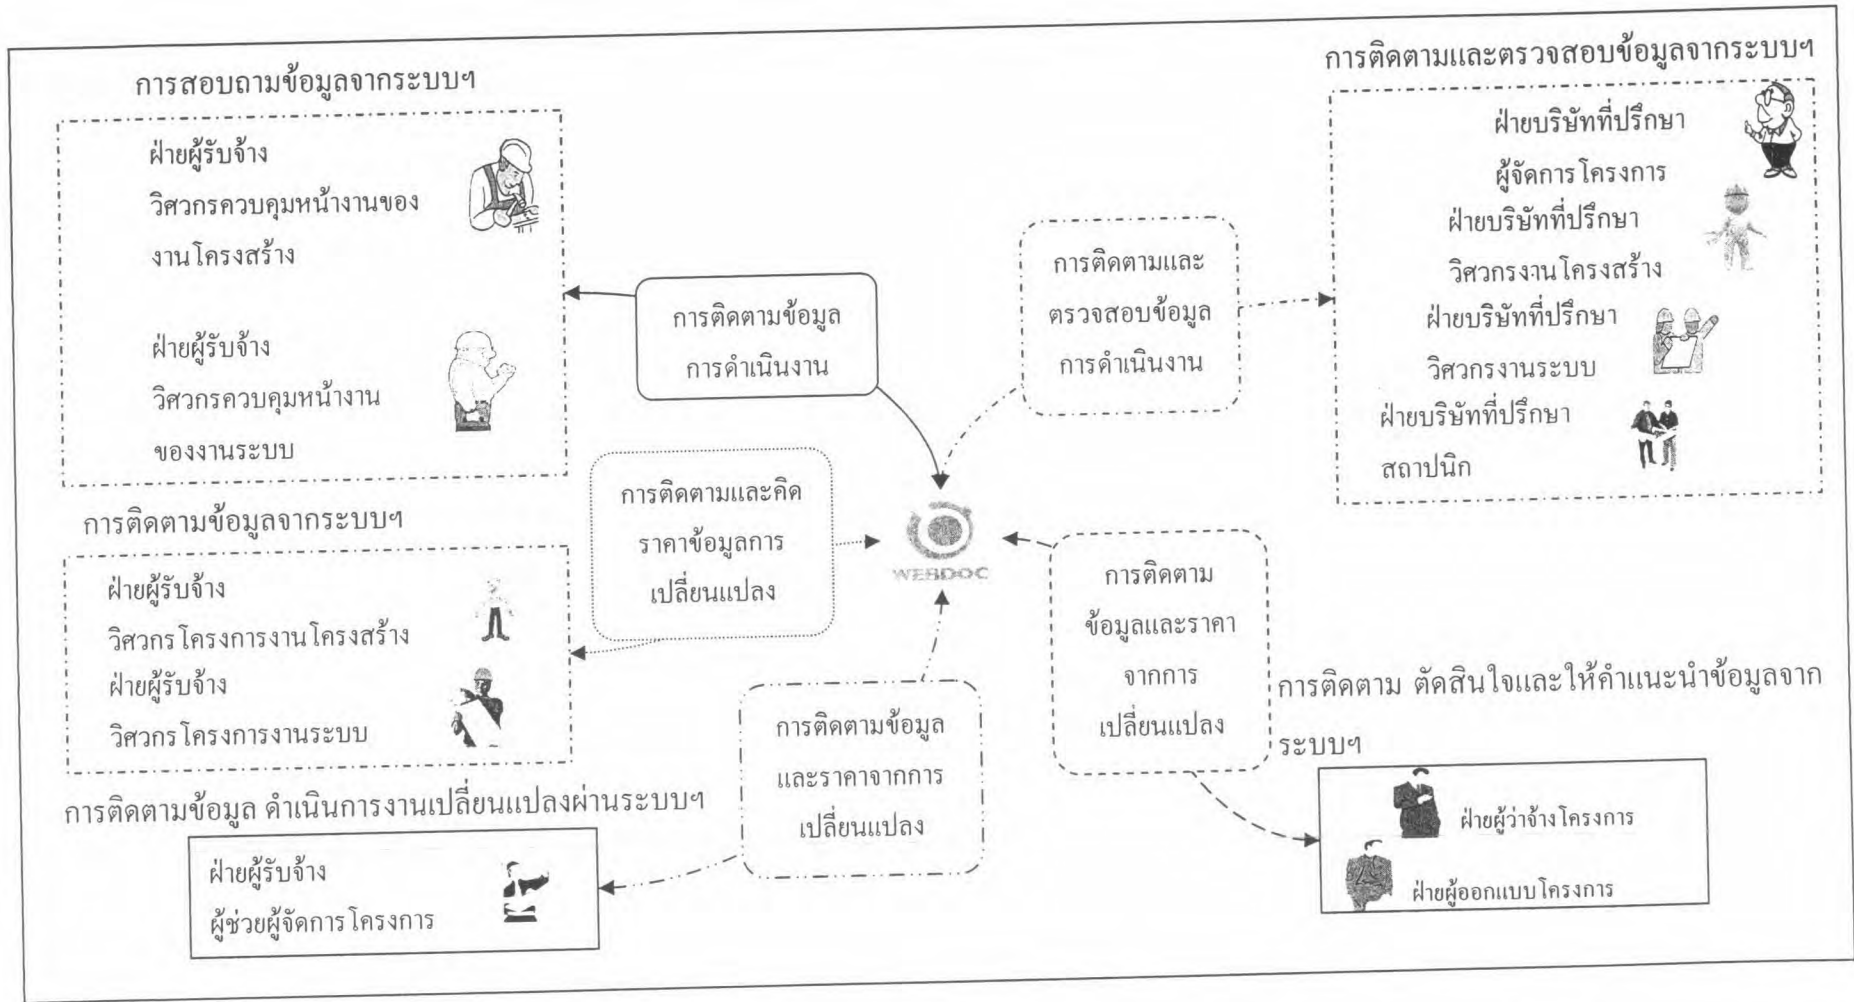 การสอบถามข้อมูลจากระบบฯ
ฝ่ายผู้รับจ้าง
วิศวกรควบคุมหน้างานของ
งานโครงสร้าง
ฝ่ายผู้รับจ้าง
วิศวกรควบคุมหน้างาน
ของงานระบบ
การติดตามข้อมูล
การดำเนินงาน
การติดตามและ
ตรวจสอบข้อมูล
การดำเนินงาน
การติดตามและตรวจสอบข้อมูลจากระบบฯ
ฝ่ายบริษัทที่ปรึกษา
ผู้จัดการโครงการ
ฝ่ายบริษัทที่ปรึกษา
วิศวกรงานโครงสร้าง
ฝ่ายบริษัทที่ปรึกษา
วิศวกรงานระบบ
ฝ่ายบริษัทที่ปรึกษา
สถาปนิก
การติดตามข้อมูลจากระบบฯ
ฝ่ายผู้รับจ้าง
วิศวกรโครงการงานโครงสร้าง
ฝ่ายผู้รับจ้าง
วิศวกรโครงการงานระบบ
การติดตามและคิด
ราคาข้อมูลการ
เปลี่ยนแปลง
WEBDOC
การติดตาม
ข้อมูลและราคา
จากการ
เปลี่ยนแปลง
การติดตามข้อมูล ดำเนินการงานเปลี่ยนแปลงผ่านระบบฯ
ฝ่ายผู้รับจ้าง
ผู้ช่วยผู้จัดการโครงการ
การติดตามข้อมูล
และราคาจากการ
เปลี่ยนแปลง
การติดตาม ตัดสินใจและให้คำแนะนำข้อมูลจาก
ระบบฯ
ฝ่ายผู้ว่าจ้างโครงการ
ฝ่ายผู้ออกแบบโครงการ